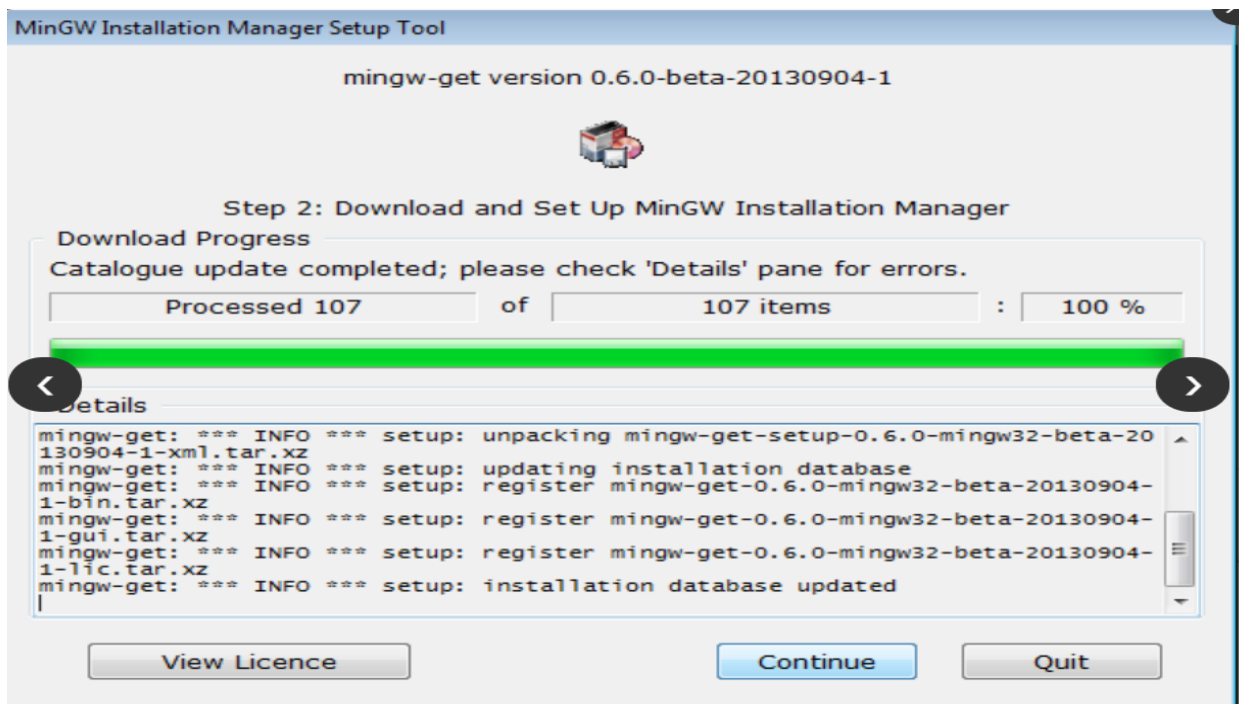 MinGW Installation Manager Setup Tool
mingw-get version 0.6.0-beta-20130904-1
Step 2: Download and Set Up MinGW Installation Manager
Download Progress
Catalogue update completed; please check 'Details' pane for errors.
Processed 107 of 107 items : 100 %
Details
mingw-get: *** INFO *** setup: unpacking mingw-get-setup-0.6.0-mingw32-beta-20
130904-1-xml.tar.xz
mingw-get: *** INFO *** setup: updating installation database
mingw-get: *** INFO *** setup: register mingw-get-0.6.0-mingw32-beta-20130904-
1-bin.tar.xz
mingw-get: *** INFO *** setup: register mingw-get-0.6.0-mingw32-beta-20130904-
1-gui.tar.xz
mingw-get: *** INFO *** setup: register mingw-get-0.6.0-mingw32-beta-20130904-
1-lic.tar.xz
mingw-get: *** INFO *** setup: installation database updated
View Licence Continue Quit